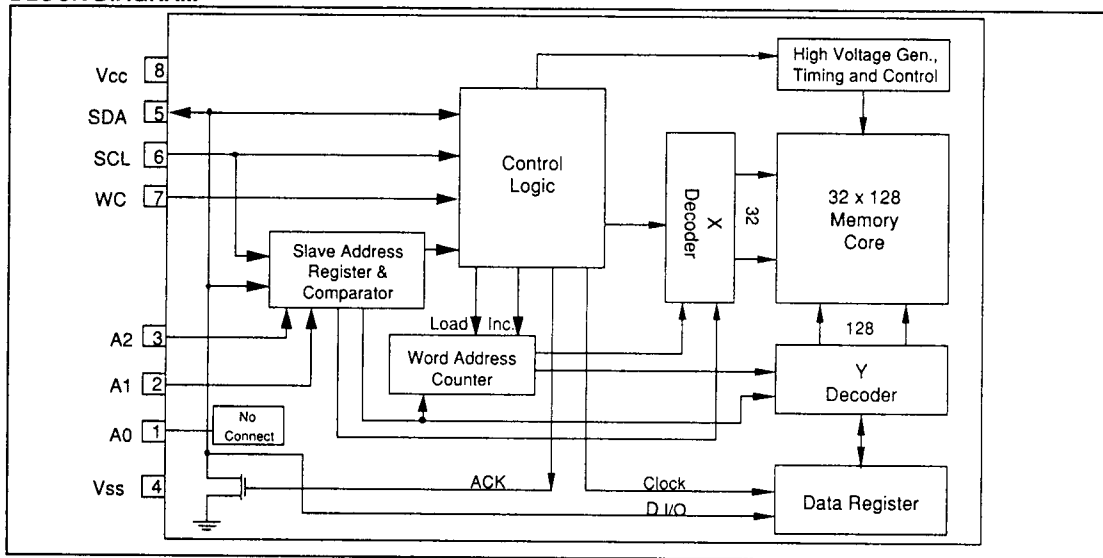 BLOCK DIAGRAM
Vcc 8
SDA 5
SCL 6
WC 7
A2 3
A1 2
A0 1
Vss 4
No
Connect
Slave Address
Register &
Comparator
Control
Logic
Load Inc.
Word Address
Counter
X
Decoder
32
High Voltage Gen.,
Timing and Control
32 x 128
Memory
Core
128
Y
Decoder
ACK
Clock
D I/O
Data Register